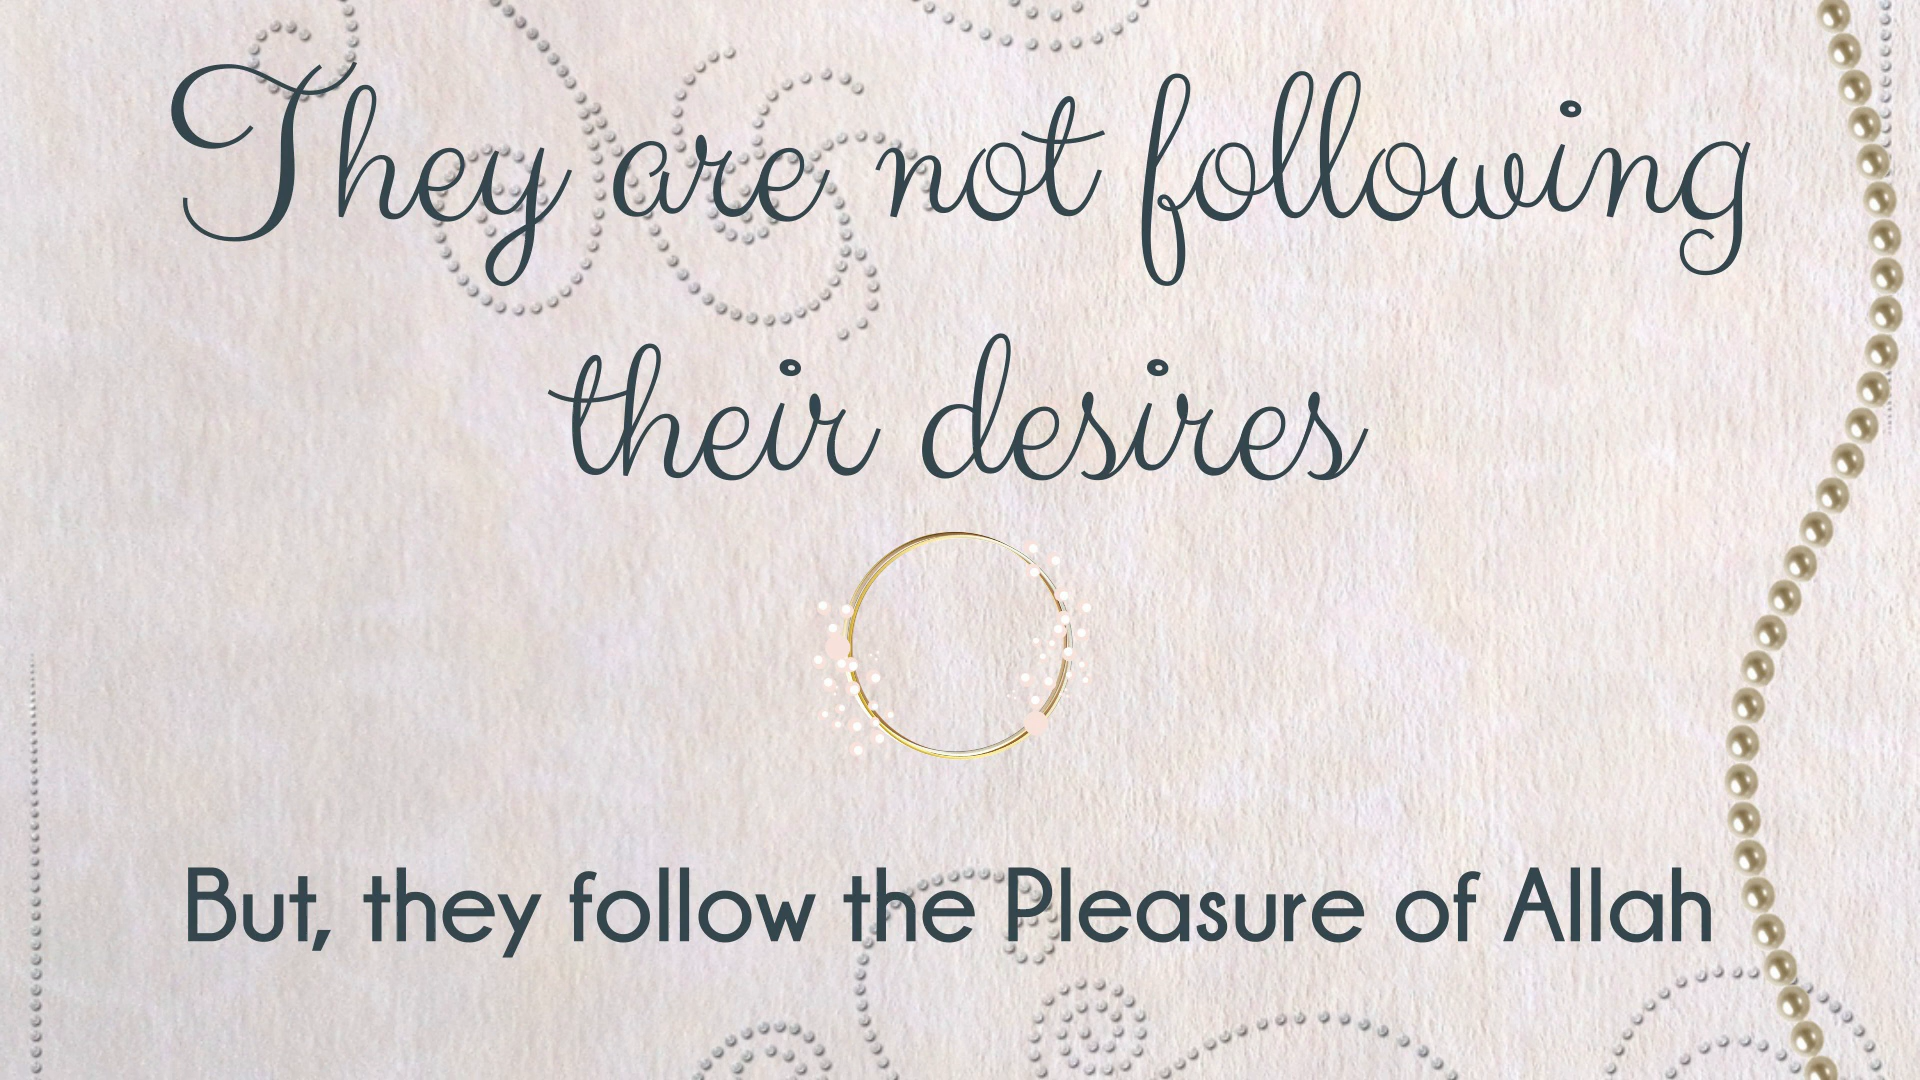 They are not following
their desires
But, they follow the Pleasure of Allah